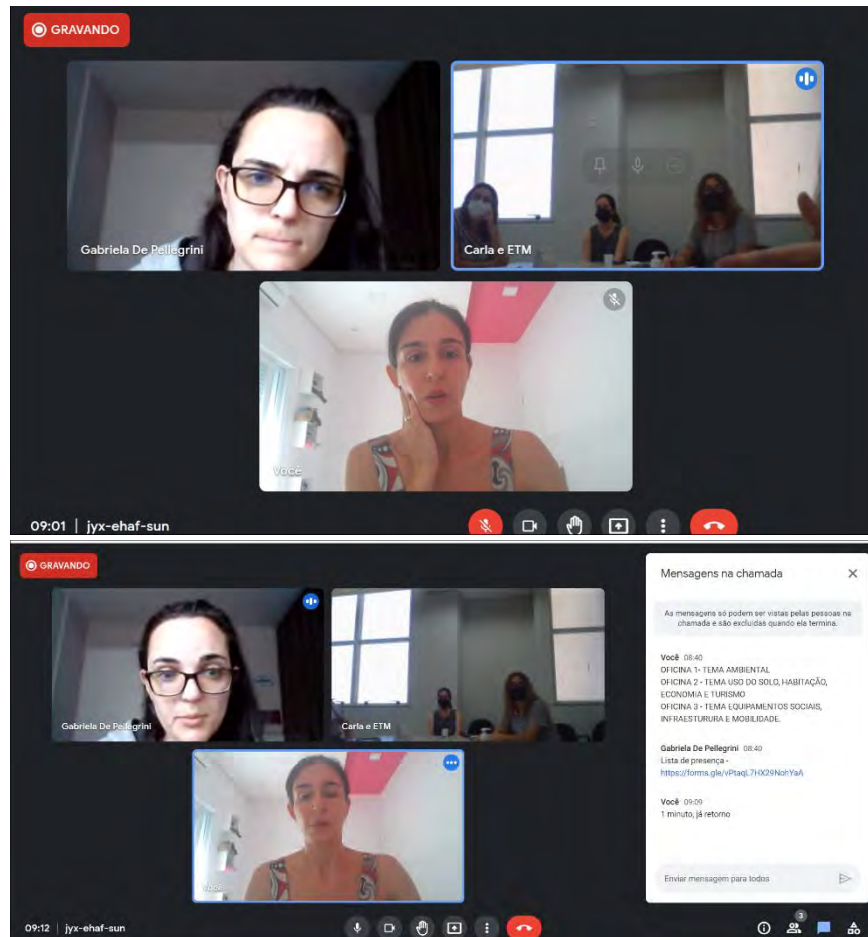 GRAVANDO
Gabriela De Pellegrini
Carla e ETM
Você
09:01 | jyx-ehaf-sun
GRAVANDO
Gabriela De Pellegrini
Carla e ETM
Você
09:12 | jyx-ehaf-sun
Mensagens na chamada
As mensagens só podem ser vistas pelas pessoas na
chamada e são excluídas quando ela termina.
Você 08:40
OFICINA 1- TEMA AMBIENTAL
OFICINA 2 - TEMA USO DO SOLO, HABITAÇÃO,
ECONOMIA E TURISMO
OFICINA 3 - TEMA EQUIPAMENTOS SOCIAIS,
INFRAESTURURA E MOBILIDADE.
Gabriela De Pellegrini 08:40
Lista de presença -
https://forms.gle/vPtaqL7HX29NohYaA
Você 09:09
1 minuto, já retorno
Enviar mensagem para todos
3